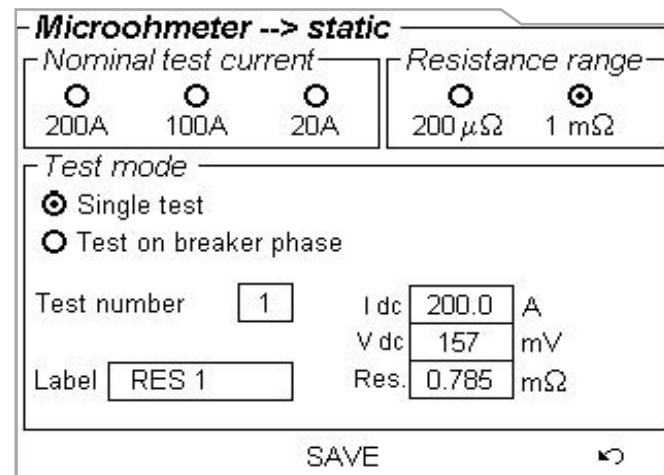 Microohmeter --> static
Nominal test current
Resistance range
200A 100A 20A
200 μΩ 1 mΩ
Test mode
Single test
Test on breaker phase
Test number 1
I dc 200.0 A
V dc 157 mV
Label RES 1
Res. 0.785 mΩ
SAVE